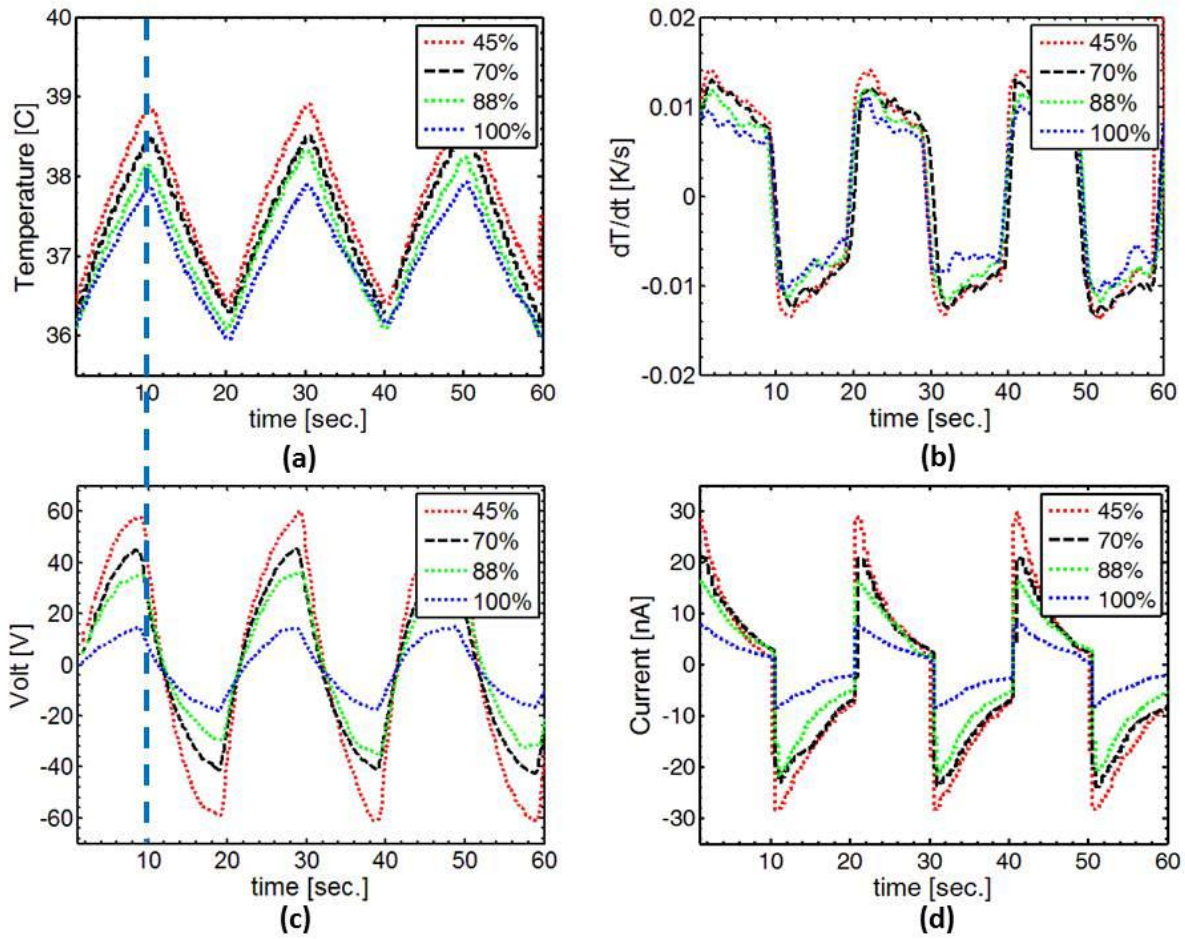 40
39
38
37
36
Temperature [C]
45%
70%
88%
100%
10 20 30 40 50 60
time [sec.]
(a)
0.02
0.01
0
-0.01
-0.02
dT/dt [K/s]
45%
70%
88%
100%
10 20 30 40 50 60
time [sec.]
(b)
60
40
20
0
-20
-40
-60
Volt [V]
45%
70%
88%
100%
10 20 30 40 50 60
time [sec.]
(c)
30
20
10
0
-10
-20
-30
Current [nA]
45%
70%
88%
100%
10 20 30 40 50 60
time [sec.]
(d)